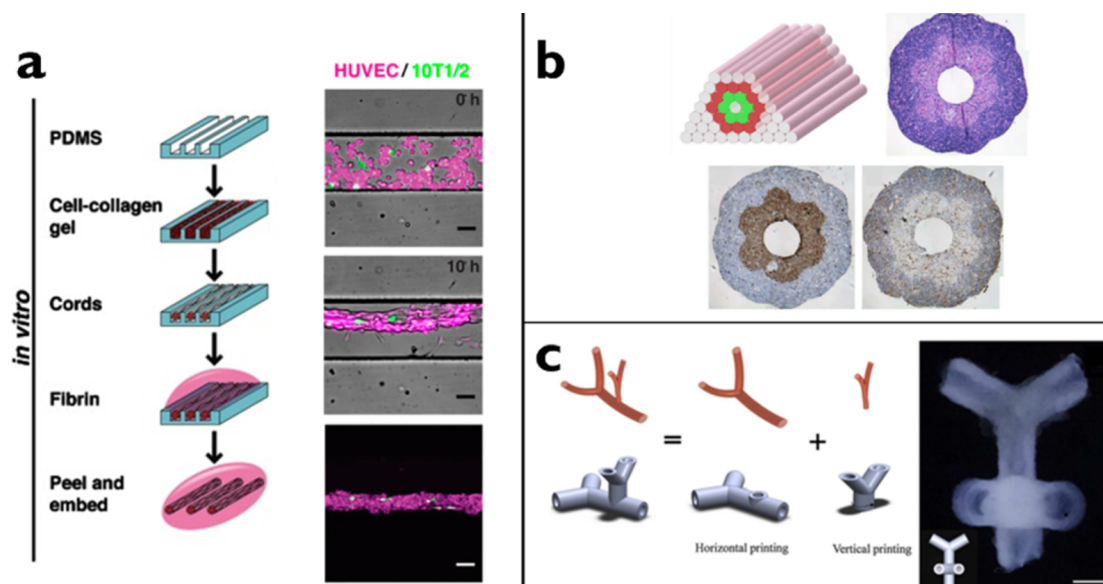 a
HUVEC/10T1/2
in vitro
PDMS
Cell-collagen
gel
Cords
Fibrin
Peel and
embed
0 h
10 h
b
c
=
+
Horizontal printing
Vertical printing